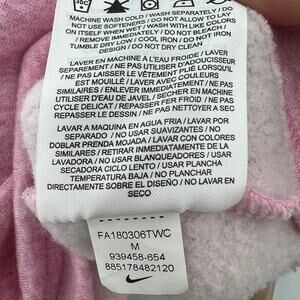 30C
MACHINE WASH COLD / WASH SEPARATELY / DO
NOT USE SOFTENERS / DO NOT ALLOW TO LAY
ON ITSELF WHEN WET / WASH WITH LIKE COLORS
/ REMOVE IMMEDIATELY / DO NOT BLEACH /
TUMBLE DRY LOW / COOL IRON / DO NOT IRON
DESIGN / DO NOT DRY CLEAN
LAVER EN MACHINE À L'EAU FROIDE / LAVER
SÉPARÉMENT / NE PAS UTILISER D'ADOUCISSANT
/ NE PAS LAISSER LE VÊTEMENT PLIÉ LORSQU'IL
EST MOUILLÉ / LAVER AVEC COULEURS
SIMILAIRES / ENLEVER IMMÉDIATEMENT / NE PAS
UTILISER D'EAU DE JAVEL / SÉCHER EN MACHINE
CYCLE DÉLICAT / REPASSER FER FROID / NE PAS
REPASSER LE DESSIN / NE PAS NETTOYER A SEC
LAVAR A MÁQUINA EN AGUA FRÍA / LAVAR POR
SEPARADO / NO USAR SUAVIZANTES / NO
DOBLAR PRENDA MOJADA / LAVAR CON COLORES
SIMILARES / RETIRAR INMEDIATAMENTE DE LA
LAVADORA / NO USAR BLANQUEADORES / USAR
SECADORA CICLO LENTO / PLANCHAR
TEMPERATURA BAJA / NO PLANCHAR
DIRECTAMENTE SOBRE EL DISEÑO / NO LAVAR EN
SECO
FA180306TWC
M
939458-654
885178482120